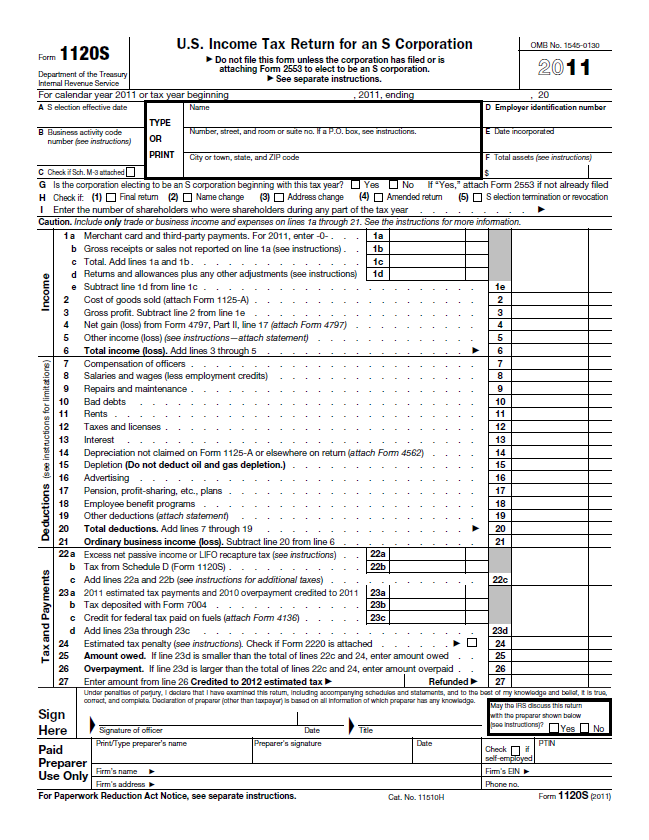 Form 1120S
Department of the Treasury
Internal Revenue Service
U.S. Income Tax Return for an S Corporation
▶ Do not file this form unless the corporation has filed or is
attaching Form 2553 to elect to be an S corporation.
▶ See separate instructions.
OMB No. 1545-0130
2011
For calendar year 2011 or tax year beginning , 2011, ending , 20
A S election effective date
B Business activity code
number (see instructions)
C Check if Sch. M-3 attached
TYPE
OR
PRINT
Name
Number, street, and room or suite no. If a P.O. box, see instructions.
City or town, state, and ZIP code
D Employer identification number
E Date incorporated
F Total assets (see instructions)
$
G Is the corporation electing to be an S corporation beginning with this tax year? Yes No If “Yes,” attach Form 2553 if not already filed
H Check if: (1) Final return (2) Name change (3) Address change (4) Amended return (5) S election termination or revocation
I Enter the number of shareholders who were shareholders during any part of the tax year . . . . . . . . . ▶
Caution. Include only trade or business income and expenses on lines 1a through 21. See the instructions for more information.
Income
1a Merchant card and third-party payments. For 2011, enter -0- . . . 1a
b Gross receipts or sales not reported on line 1a (see instructions) . . 1b
c Total. Add lines 1a and 1b . . . . . . . . . . . . . 1c
d Returns and allowances plus any other adjustments (see instructions) 1d
e Subtract line 1d from line 1c . . . . . . . . . . . . . . . . . . . . 1e
2 Cost of goods sold (attach Form 1125-A) . . . . . . . . . . . . . . . . 2
3 Gross profit. Subtract line 2 from line 1e . . . . . . . . . . . . . . . . 3
4 Net gain (loss) from Form 4797, Part II, line 17 (attach Form 4797) . . . . . . . . . 4
5 Other income (loss) (see instructions—attach statement) . . . . . . . . . . . . 5
6 Total income (loss). Add lines 3 through 5 . . . . . . . . . . . . . . . ▶ 6
Deductions (see instructions for limitations)
7 Compensation of officers . . . . . . . . . . . . . . . . . . . . . 7
8 Salaries and wages (less employment credits) . . . . . . . . . . . . . . 8
9 Repairs and maintenance . . . . . . . . . . . . . . . . . . . . . 9
10 Bad debts . . . . . . . . . . . . . . . . . . . . . . . . . 10
11 Rents . . . . . . . . . . . . . . . . . . . . . . . . . . 11
12 Taxes and licenses . . . . . . . . . . . . . . . . . . . . . . 12
13 Interest . . . . . . . . . . . . . . . . . . . . . . . . . 13
14 Depreciation not claimed on Form 1125-A or elsewhere on return (attach Form 4562) . . . . 14
15 Depletion (Do not deduct oil and gas depletion.) . . . . . . . . . . . . . 15
16 Advertising . . . . . . . . . . . . . . . . . . . . . . . . 16
17 Pension, profit-sharing, etc., plans . . . . . . . . . . . . . . . . . . 17
18 Employee benefit programs . . . . . . . . . . . . . . . . . . . . 18
19 Other deductions (attach statement) . . . . . . . . . . . . . . . . . 19
20 Total deductions. Add lines 7 through 19 . . . . . . . . . . . . . . . ▶ 20
21 Ordinary business income (loss). Subtract line 20 from line 6 . . . . . . . . . . 21
Tax and Payments
22a Excess net passive income or LIFO recapture tax (see instructions) . . 22a
b Tax from Schedule D (Form 1120S) . . . . . . . . . . . 22b
c Add lines 22a and 22b (see instructions for additional taxes) . . . . . . . . . . . 22c
23a 2011 estimated tax payments and 2010 overpayment credited to 2011 23a
b Tax deposited with Form 7004 . . . . . . . . . . . . 23b
c Credit for federal tax paid on fuels (attach Form 4136) . . . . . 23c
d Add lines 23a through 23c . . . . . . . . . . . . . . . . . . . . 23d
24 Estimated tax penalty (see instructions). Check if Form 2220 is attached . . . . . . ▶ 24
25 Amount owed. If line 23d is smaller than the total of lines 22c and 24, enter amount owed . . 25
26 Overpayment. If line 23d is larger than the total of lines 22c and 24, enter amount overpaid . . 26
27 Enter amount from line 26 Credited to 2012 estimated tax ▶ Refunded ▶ 27
Sign
Here
Under penalties of perjury, I declare that I have examined this return, including accompanying schedules and statements, and to the best of my knowledge and belief, it is true,
correct, and complete. Declaration of preparer (other than taxpayer) is based on all information of which preparer has any knowledge.
Signature of officer Date Title
May the IRS discuss this return
with the preparer shown below
(see instructions)? Yes No
Paid
Preparer
Use Only
Print/Type preparer's name
Preparer's signature
Date
Check if
self-employed
PTIN
Firm's name ▶
Firm's EIN ▶
Firm's address ▶
Phone no.
For Paperwork Reduction Act Notice, see separate instructions. Cat. No. 11510H Form 1120S (2011)